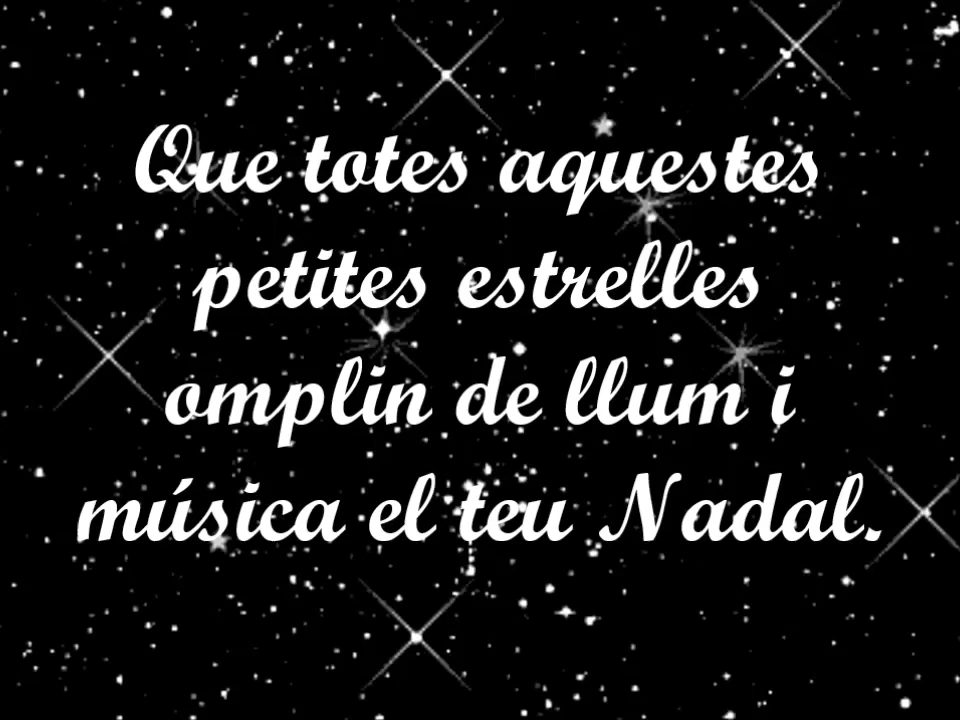 Que totes aquestes
petites estrelles
omplin de llum i
música el teu Nadal.